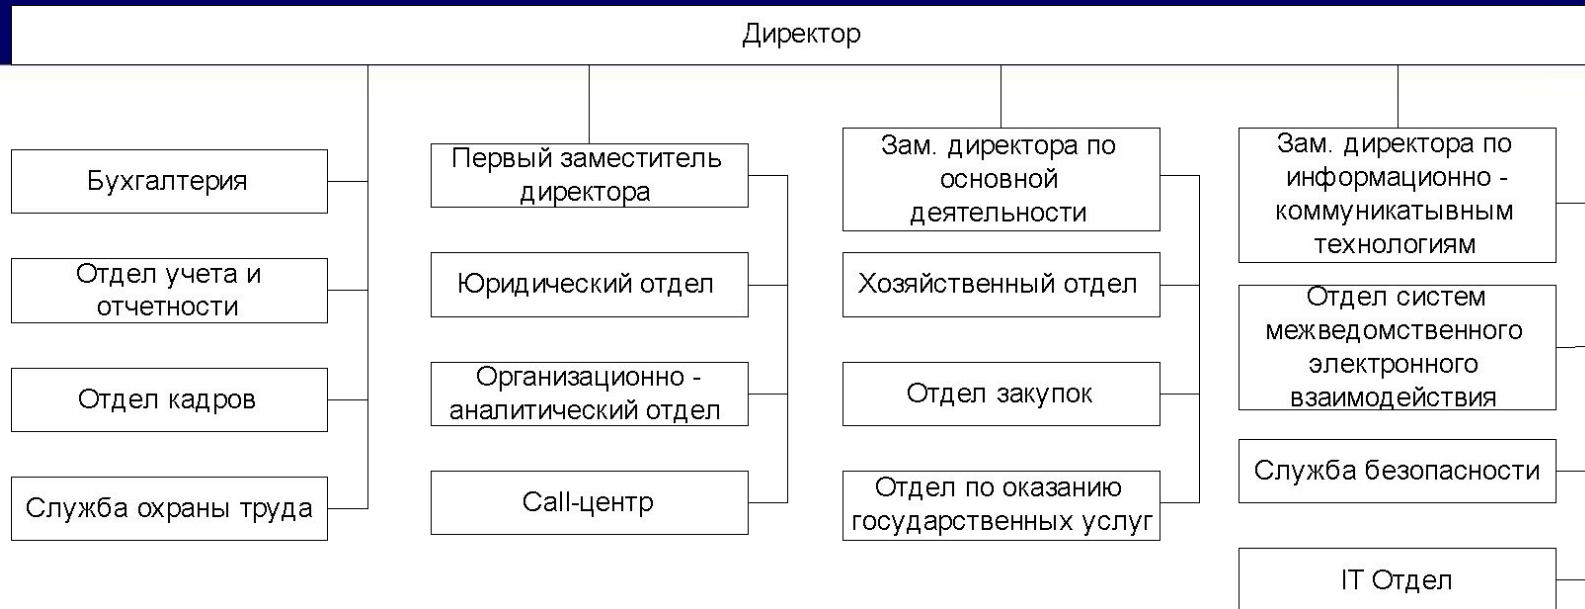 Директор
Бухгалтерия
Отдел учета и
отчетности
Отдел кадров
Служба охраны труда
Первый заместитель
директора
Юридический отдел
Организационно -
аналитический отдел
Call-центр
Зам. директора по
основной
деятельности
Хозяйственный отдел
Отдел закупок
Отдел по оказанию
государственных услуг
Зам. директора по
информационно -
коммуникатывным
технологиям
Отдел систем
межведомственного
электронного
взаимодействия
Служба безопасности
IT Отдел